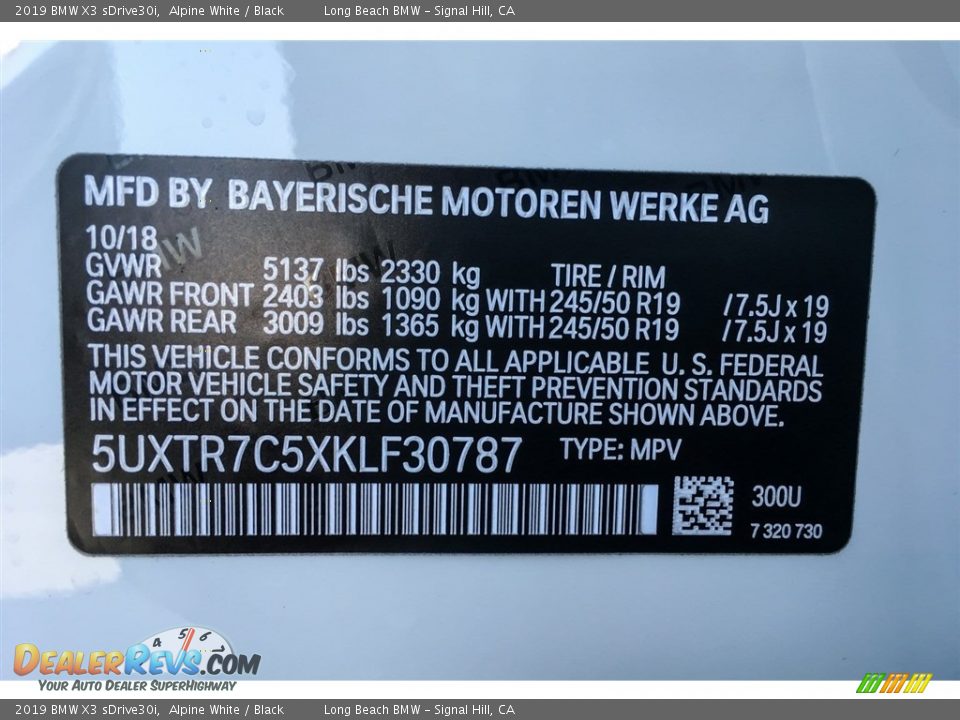 2019 BMW X3 sDrive30i, Alpine White / Black Long Beach BMW - Signal Hill, CA
MFD BY BAYERISCHE MOTOREN WERKE AG
10/18
GVWR 5137 lbs 2330 kg TIRE / RIM
GAWR FRONT 2403 lbs 1090 kg WITH 245/50 R19 / 7.5J x 19
GAWR REAR 3009 lbs 1365 kg WITH 245/50 R19 / 7.5J x 19
THIS VEHICLE CONFORMS TO ALL APPLICABLE U. S. FEDERAL
MOTOR VEHICLE SAFETY AND THEFT PREVENTION STANDARDS
IN EFFECT ON THE DATE OF MANUFACTURE SHOWN ABOVE.
5UXTR7C5XKLF30787 TYPE: MPV
300U
7 320 730
4 5 6
DEALERREVS.COM
YOUR AUTO DEALER SUPERHIGHWAY
2019 BMW X3 sDrive30i, Alpine White / Black Long Beach BMW - Signal Hill, CA